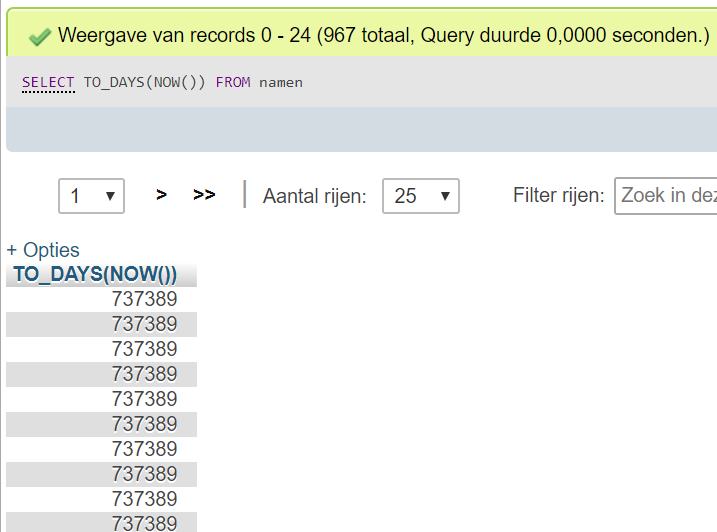 Weergave van records 0 - 24 (967 totaal, Query duurde 0,0000 seconden.)
SELECT TO_DAYS(NOW()) FROM namen
1 > >> Aantal rijen: 25 Filter rijen: Zoek in dez
+ Opties
TO_DAYS(NOW())
737389
737389
737389
737389
737389
737389
737389
737389
737389
737389